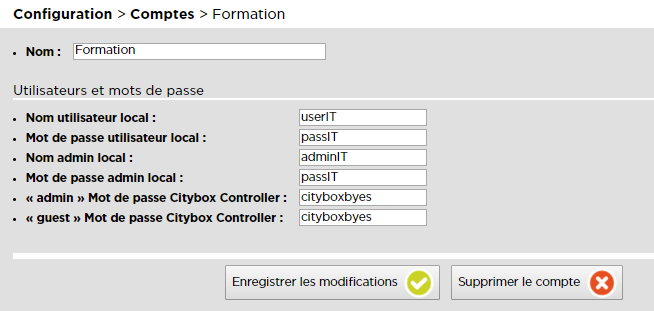 Configuration > Comptes > Formation
Nom : Formation
Utilisateurs et mots de passe
Nom utilisateur local : userIT
Mot de passe utilisateur local : passIT
Nom admin local : adminIT
Mot de passe admin local : passIT
« admin » Mot de passe Citybox Controller : cityboxbyes
« guest » Mot de passe Citybox Controller : cityboxbyes
Enregistrer les modifications Supprimer le compte